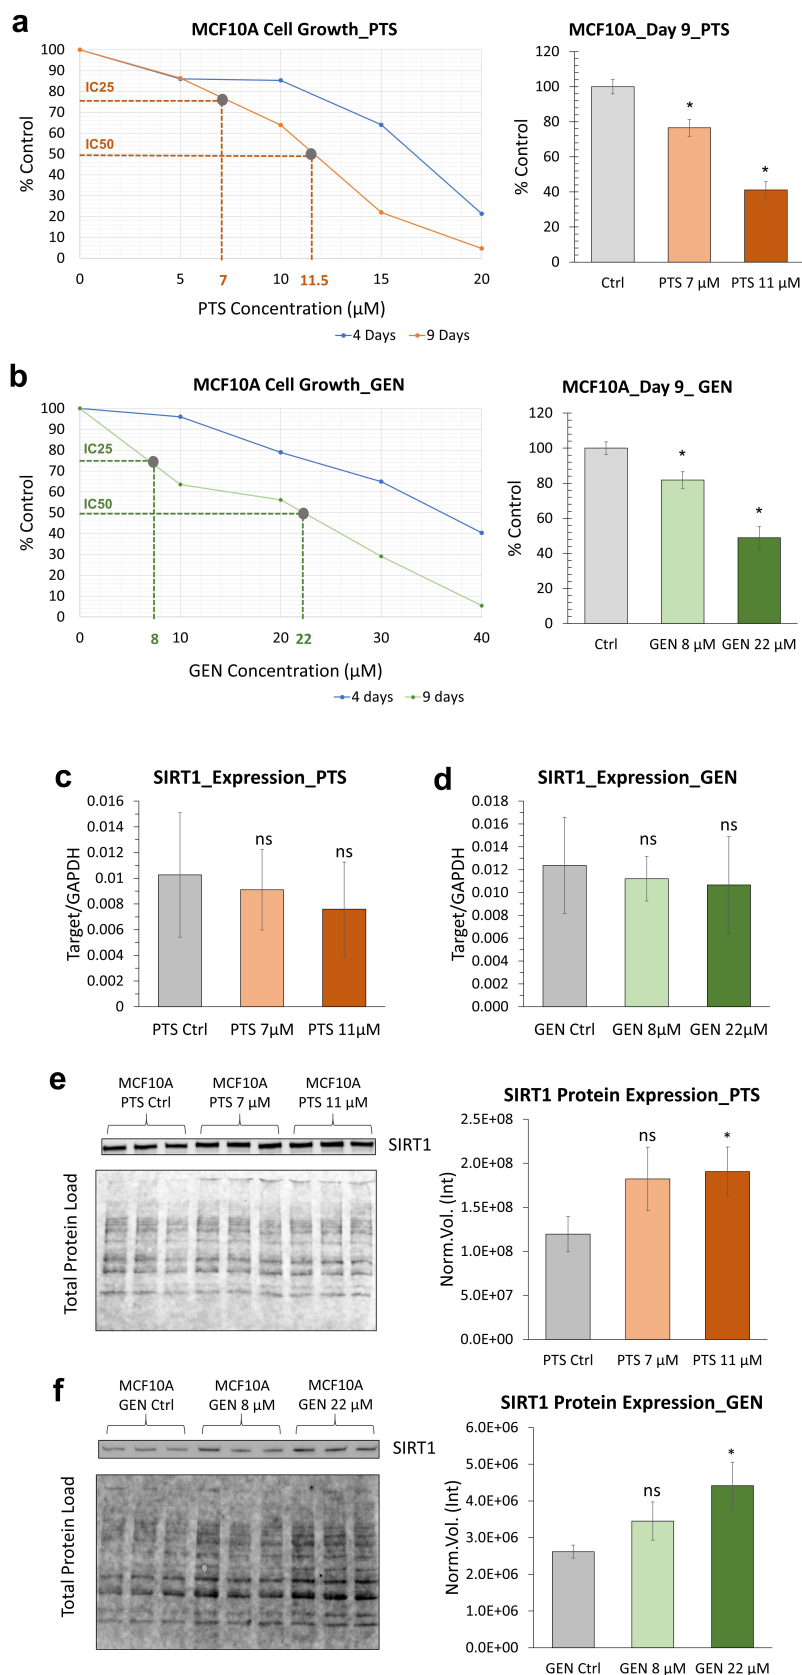 a
MCF10A Cell Growth_PTS
% Control
100
90
80
70
60
50
40
30
20
10
0
IC25
IC50
0
5
7
10
11.5
15
20
PTS Concentration (µM)
4 Days
9 Days
MCF10A_Day 9_PTS
% Control
120
100
80
60
40
20
0
*
*
Ctrl
PTS 7 µM
PTS 11 µM
b
MCF10A Cell Growth_GEN
% Control
100
90
80
70
60
50
40
30
20
10
0
IC25
IC50
0
8
10
20
22
30
40
GEN Concentration (µM)
4 days
9 days
MCF10A_Day 9_ GEN
% Control
120
100
80
60
40
20
0
*
*
Ctrl
GEN 8 µM
GEN 22 µM
c
SIRT1_Expression_PTS
Target/GAPDH
0.016
0.014
0.012
0.01
0.008
0.006
0.004
0.002
0
ns
ns
PTS Ctrl
PTS 7µM
PTS 11µM
d
SIRT1_Expression_GEN
Target/GAPDH
0.018
0.016
0.014
0.012
0.010
0.008
0.006
0.004
0.002
0.000
ns
ns
GEN Ctrl
GEN 8µM
GEN 22µM
e
MCF10A
PTS Ctrl
MCF10A
PTS 7 µM
MCF10A
PTS 11 µM
SIRT1
Total Protein Load
SIRT1 Protein Expression_PTS
Norm.Vol. (Int)
2.5E+08
2.0E+08
1.5E+08
1.0E+08
5.0E+07
0.0E+00
ns
*
PTS Ctrl
PTS 7 µM
PTS 11 µM
f
MCF10A
GEN Ctrl
MCF10A
GEN 8 µM
MCF10A
GEN 22 µM
SIRT1
Total Protein Load
SIRT1 Protein Expression_GEN
Norm.Vol. (Int)
6.0E+06
5.0E+06
4.0E+06
3.0E+06
2.0E+06
1.0E+06
0.0E+00
ns
*
GEN Ctrl
GEN 8 µM
GEN 22 µM